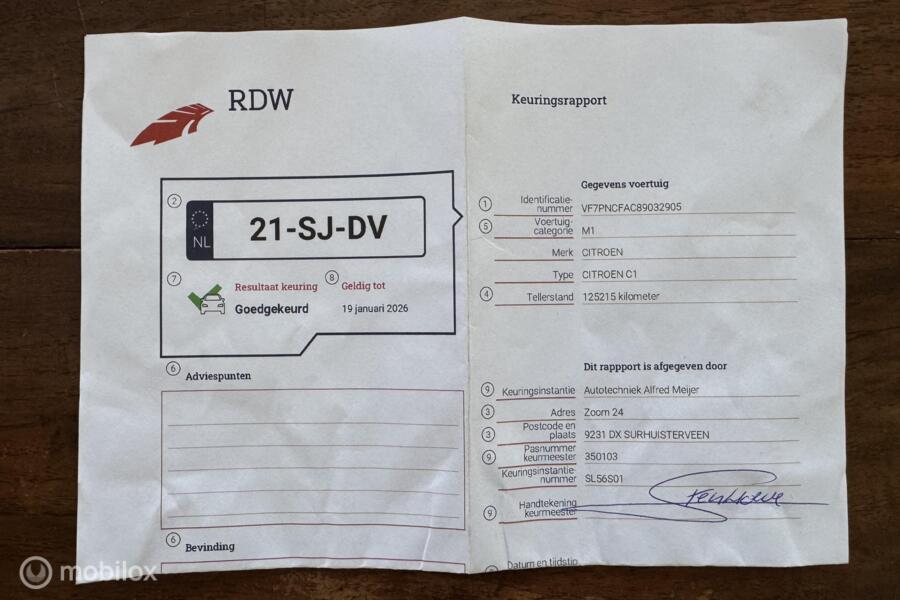 RDW
Keuringsrapport
2
NL
21-SJ-DV
7
Resultaat keuring
Goedgekeurd
8
Geldig tot
19 januari 2026
6
Adviespunten
6
Bevinding
Gegevens voertuig
1 Identificatie-
nummer VF7PNCFAC89032905
5 Voertuig-
categorie M1
Merk CITROEN
Type CITROEN C1
4 Tellerstand 125215 kilometer
Dit rappport is afgegeven door
9 Keuringsinstantie Autotechniek Alfred Meijer
3 Adres Zoom 24
3 Postcode en
plaats 9231 DX SURHUISTERVEEN
9 Pasnummer
keurmeester 350103
Keuringsinstantie-
nummer SL56S01
9 Handtekening
keurmeester
Datum en tijdstip
mobilox